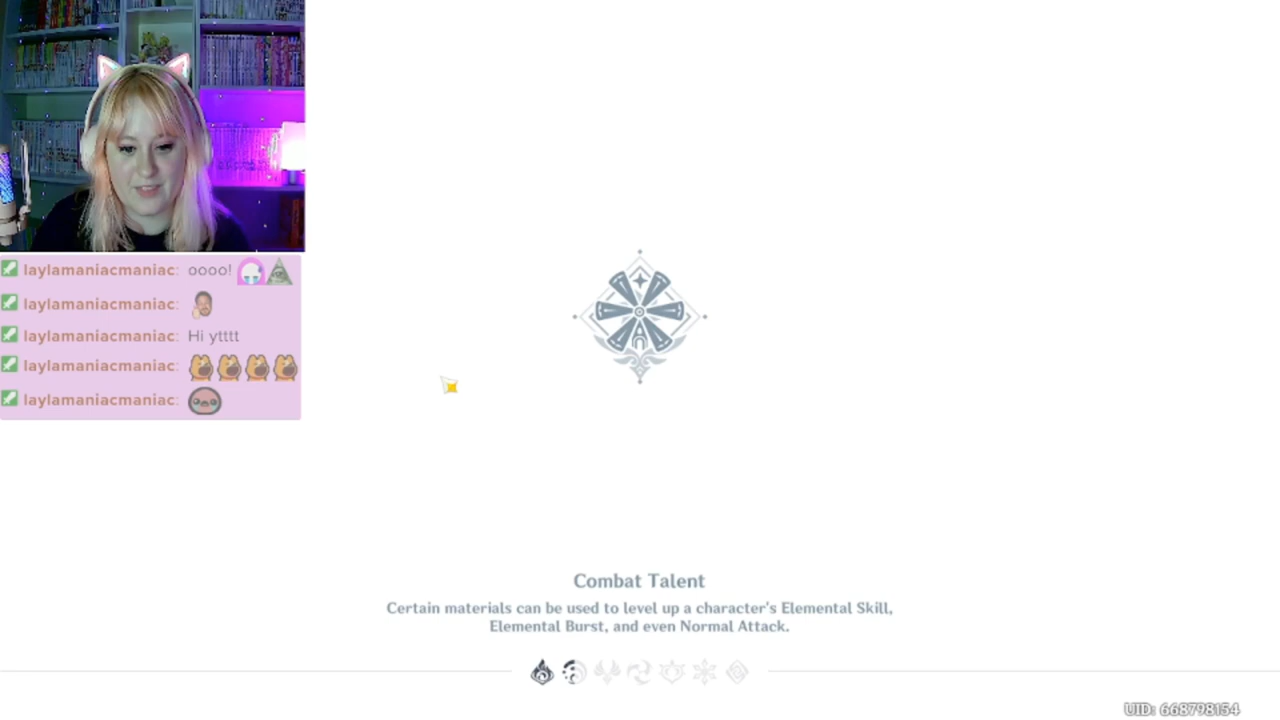 laylamaniacmaniac: oooo!
laylamaniacmaniac:
laylamaniacmaniac: Hi ytttt
laylamaniacmaniac:
laylamaniacmaniac:
Combat Talent
Certain materials can be used to level up a character's Elemental Skill,
Elemental Burst, and even Normal Attack.
UID: 668798154